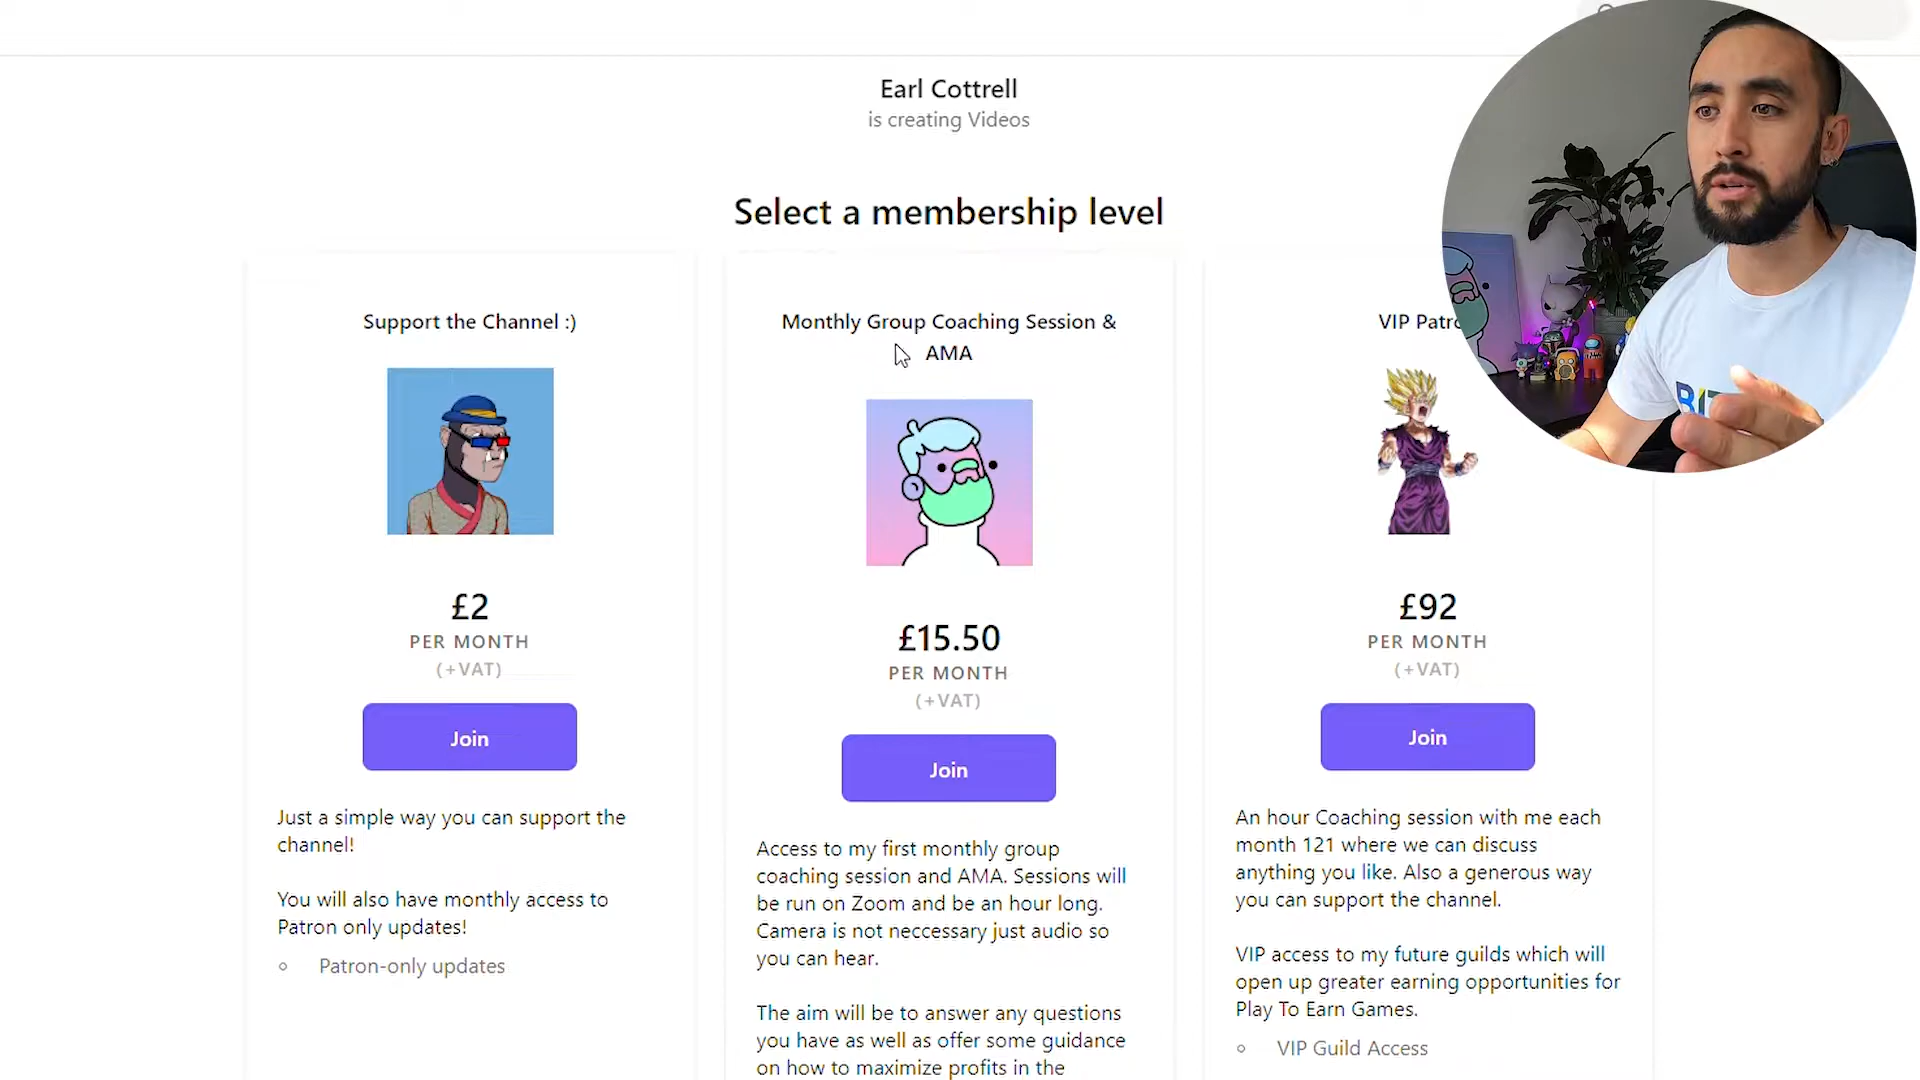 Earl Cottrell
is creating Videos
Select a membership level
Support the Channel :)
£2
PER MONTH
(+VAT)
Join
Just a simple way you can support the
channel!
You will also have monthly access to
Patron only updates!
Patron-only updates
Monthly Group Coaching Session &
AMA
£15.50
PER MONTH
(+VAT)
Join
Access to my first monthly group
coaching session and AMA. Sessions will
be run on Zoom and be an hour long.
Camera is not neccessary just audio so
you can hear.
The aim will be to answer any questions
you have as well as offer some guidance
on how to maximize profits in the
VIP
£92
PER MONTH
(+VAT)
Join
An hour Coaching session with me each
month 121 where we can discuss
anything you like. Also a generous way
you can support the channel.
VIP access to my future guilds which will
open up greater earning opportunities for
Play To Earn Games.
VIP Guild Access